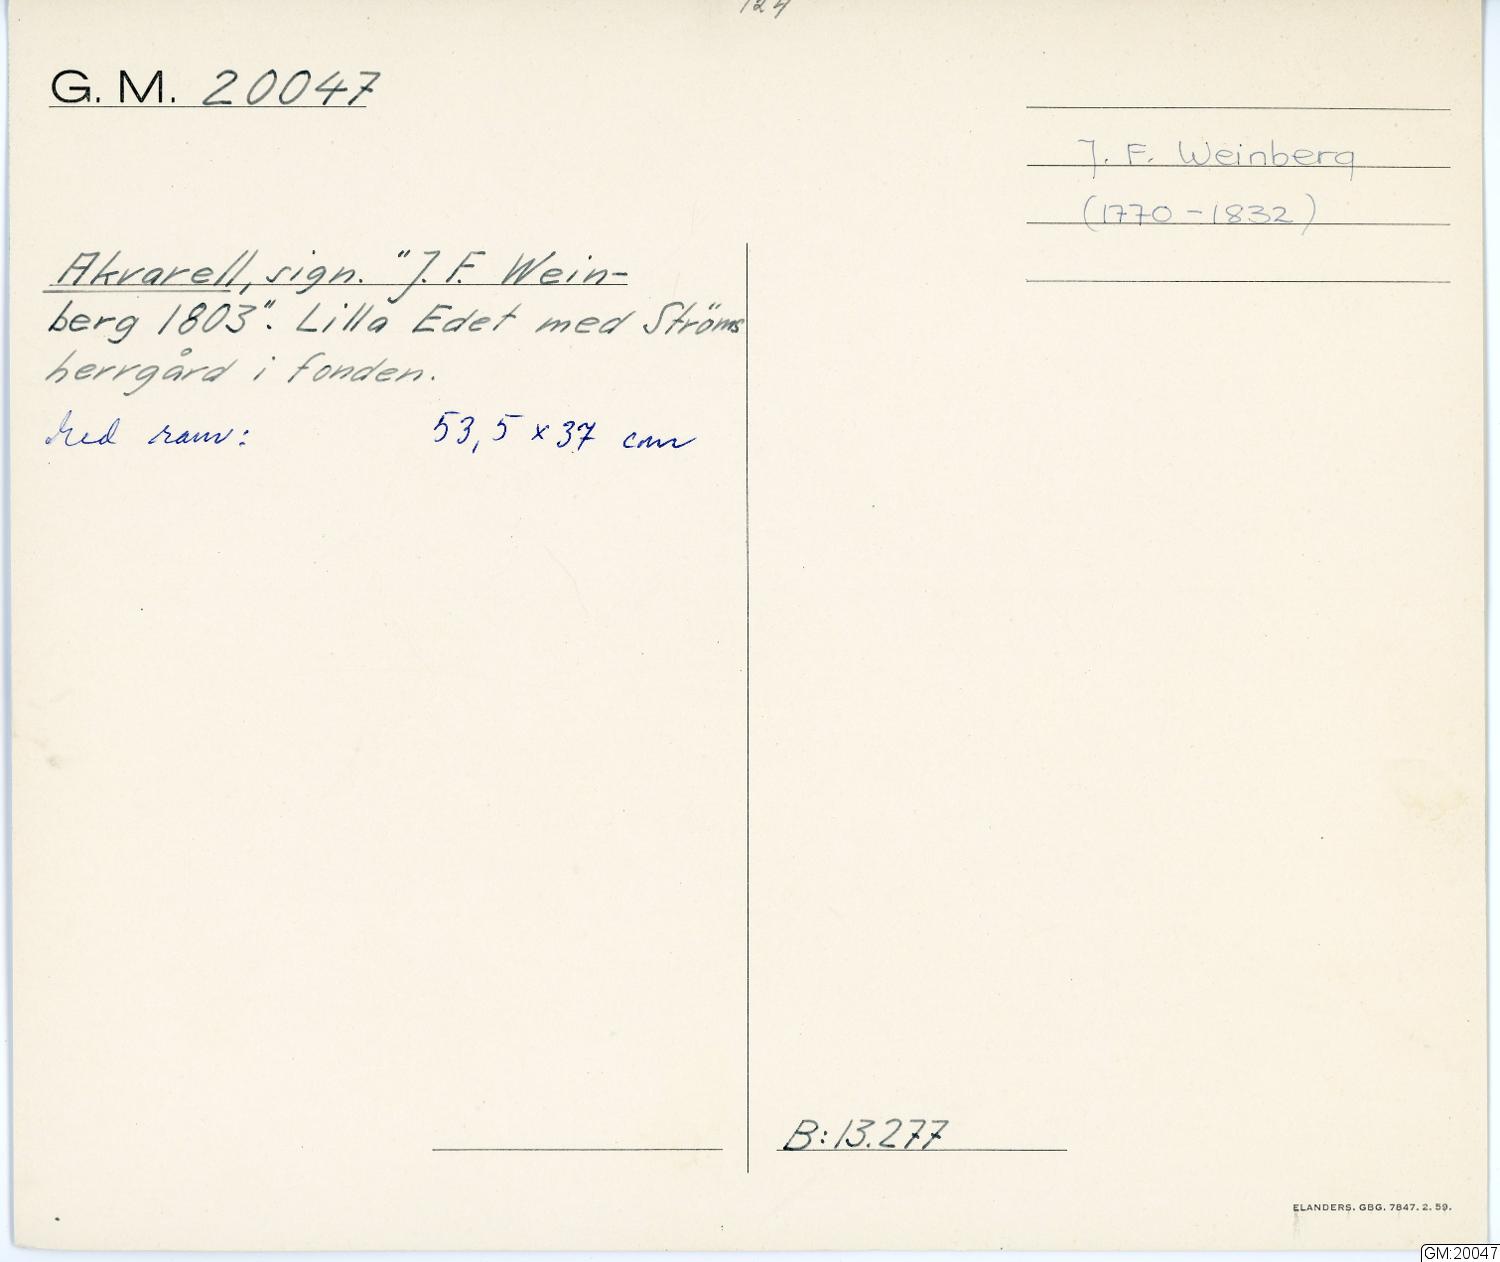 124
G. M. 20047
J. F. Weinberg
(1770-1832)
Akvarell, sign. "J. F. Wein-
berg 1803". Lilla Edet med Ströms
herrgård i fonden.
Med ram: 53,5 x 37 cm
B: 13.277
ELANDERS. GBG. 7847. 2. 59.
GM:20047